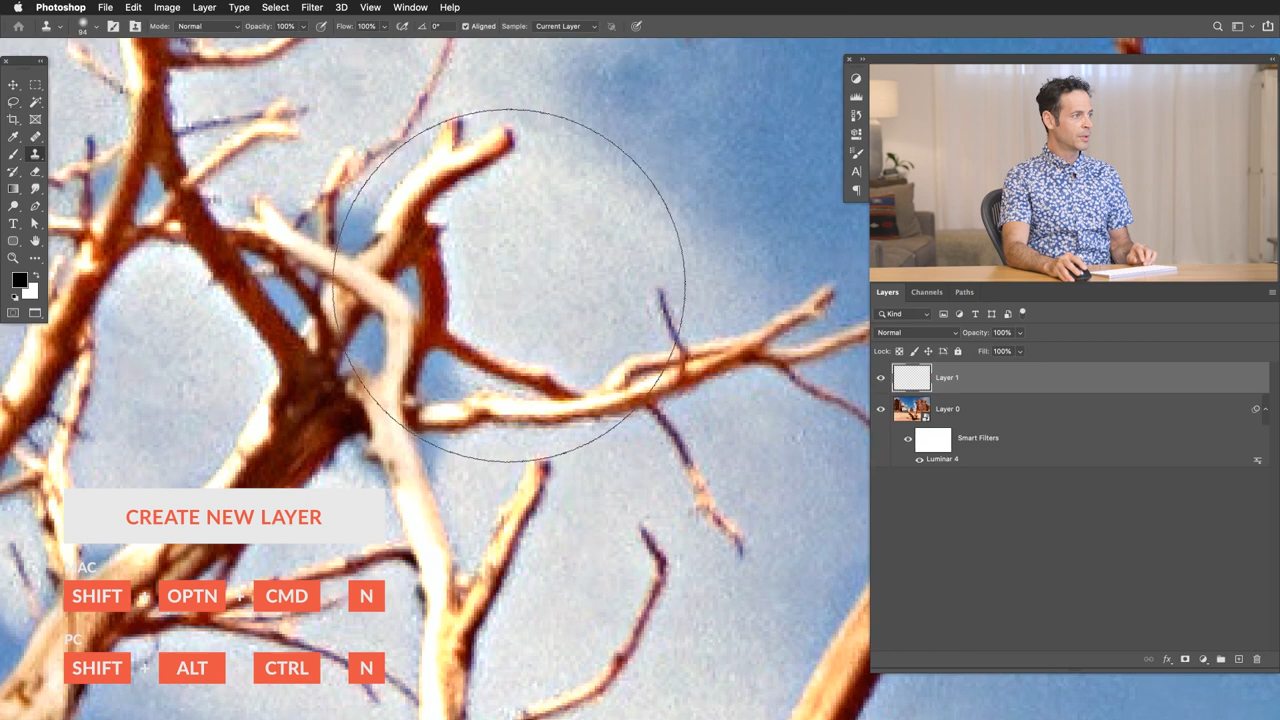 Photoshop File Edit Image Layer Type Select Filter 3D View Window Help
94 Mode: Normal Opacity: 100% Flow: 100% 0° Aligned Sample: Current Layer
Layers Channels Paths
Kind
Normal Opacity: 100%
Lock: Fill: 100%
Layer 1
Layer 0
Smart Filters
Luminar 4
CREATE NEW LAYER
MAC
SHIFT + OPTN + CMD N
PC
SHIFT + ALT CTRL N